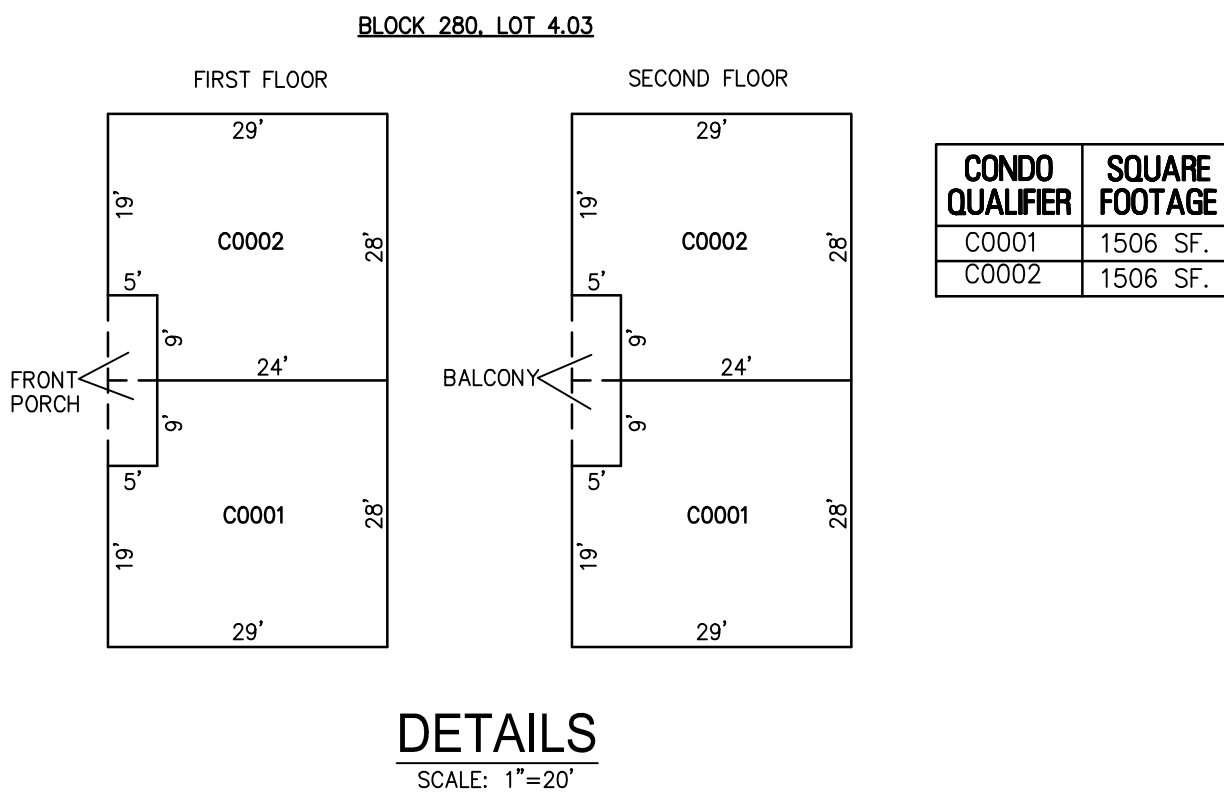 BLOCK 280, LOT 4.03
FIRST FLOOR
29'
19'
C0002
28'
5'
9'
24'
FRONT
PORCH
9'
5'
C0001
28'
19'
29'
SECOND FLOOR
29'
19'
C0002
28'
5'
9'
24'
BALCONY
9'
5'
C0001
28'
19'
29'
CONDO QUALIFIER SQUARE FOOTAGE
C0001 1506 SF.
C0002 1506 SF.
DETAILS
SCALE: 1"=20'